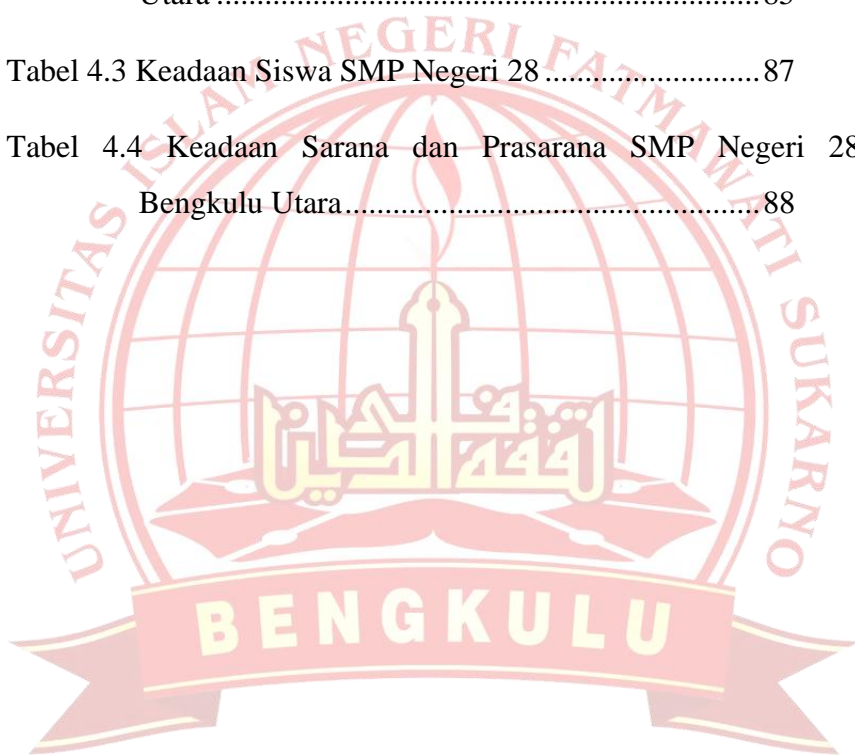 Utara ........................................................................ 85
Tabel 4.3 Keadaan Siswa SMP Negeri 28 ........................... 87
Tabel 4.4 Keadaan Sarana dan Prasarana SMP Negeri 28
Bengkulu Utara .................................................... 88
UNIVERSITAS ISLAM NEGERI FATMAWATI SUKARNO
BENGKULU